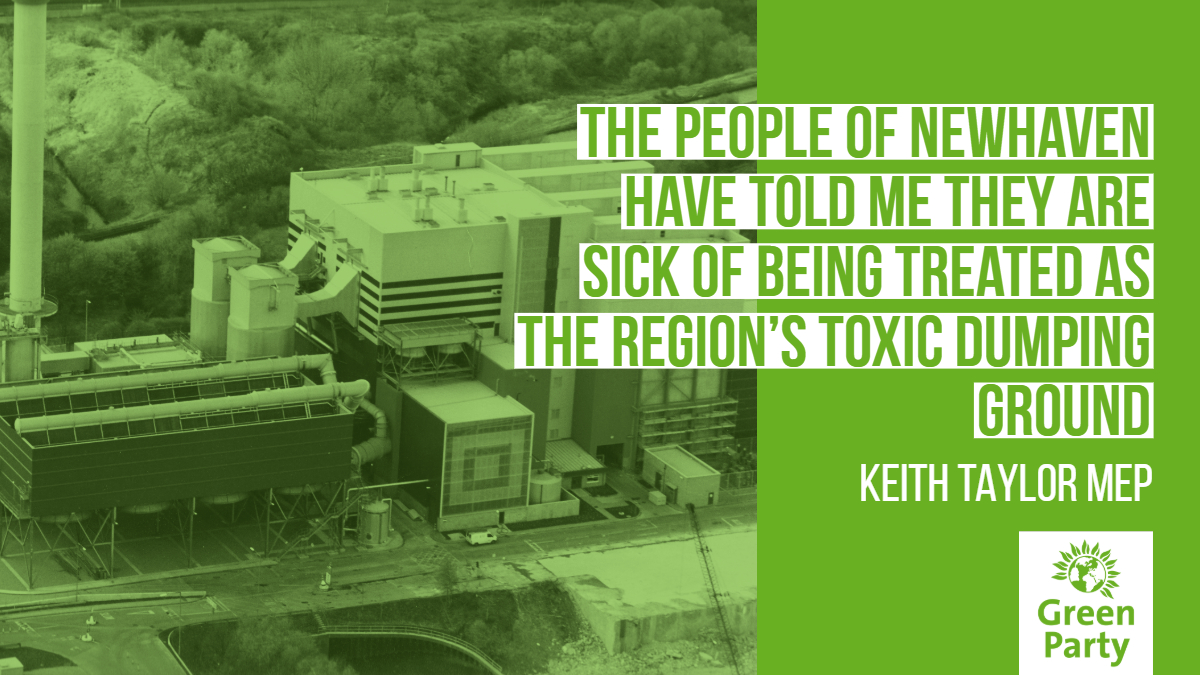 THE PEOPLE OF NEWHAVEN
HAVE TOLD ME THEY ARE
SICK OF BEING TREATED AS
THE REGION’S TOXIC DUMPING
GROUND
KEITH TAYLOR MEP
Green
Party